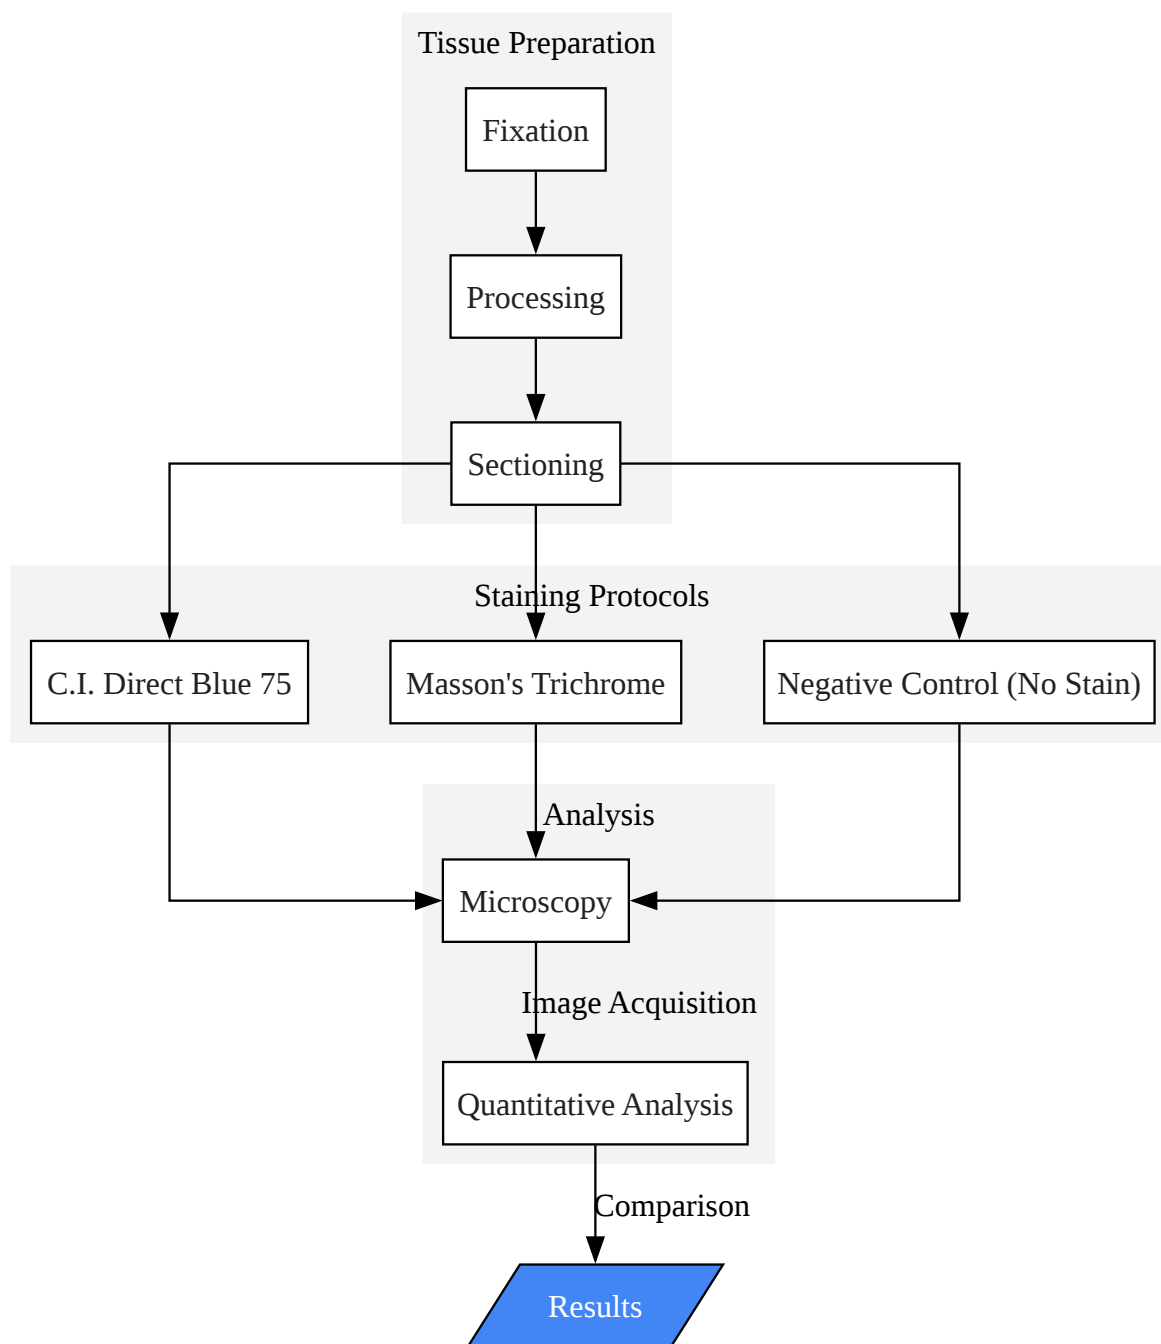 Tissue Preparation
Fixation
Processing
Sectioning
Staining Protocols
C.I. Direct Blue 75
Masson's Trichrome
Negative Control (No Stain)
Analysis
Microscopy
Image Acquisition
Quantitative Analysis
Comparison
Results